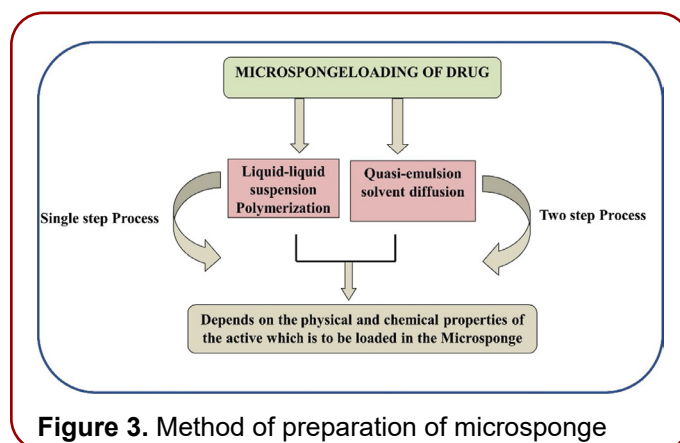 MICROSPONGELOADING OF DRUG
Liquid-liquid
suspension
Polymerization
Quasi-emulsion
solvent diffusion
Single step Process
Two step Process
Depends on the physical and chemical properties of
the active which is to be loaded in the Microsponge
Figure 3. Method of preparation of microsponge